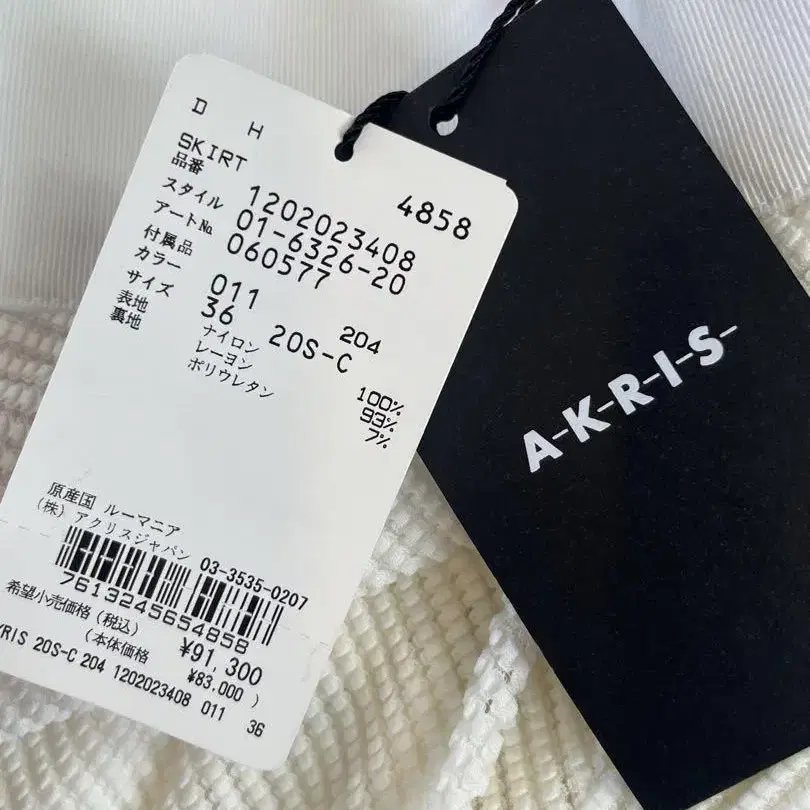 D H
SKIRT
4858
品番 1202023408
スタイル 01-6326-20
アート№ 060577
付属品
カラー 011 204
サイズ 36 20S-C
表地 ナイロン 100%
裏地 レーヨン 93%
ポリウレタン 7%
原産国 ルーマニア
(株) アクリスジャパン 03-3535-0207
7613245654858
希望小売価格 (税込) ¥91,300
(本体価格 ¥83,000 )
KRIS 20S-C 204 1202023408 011 36
A-K-R-I-S-